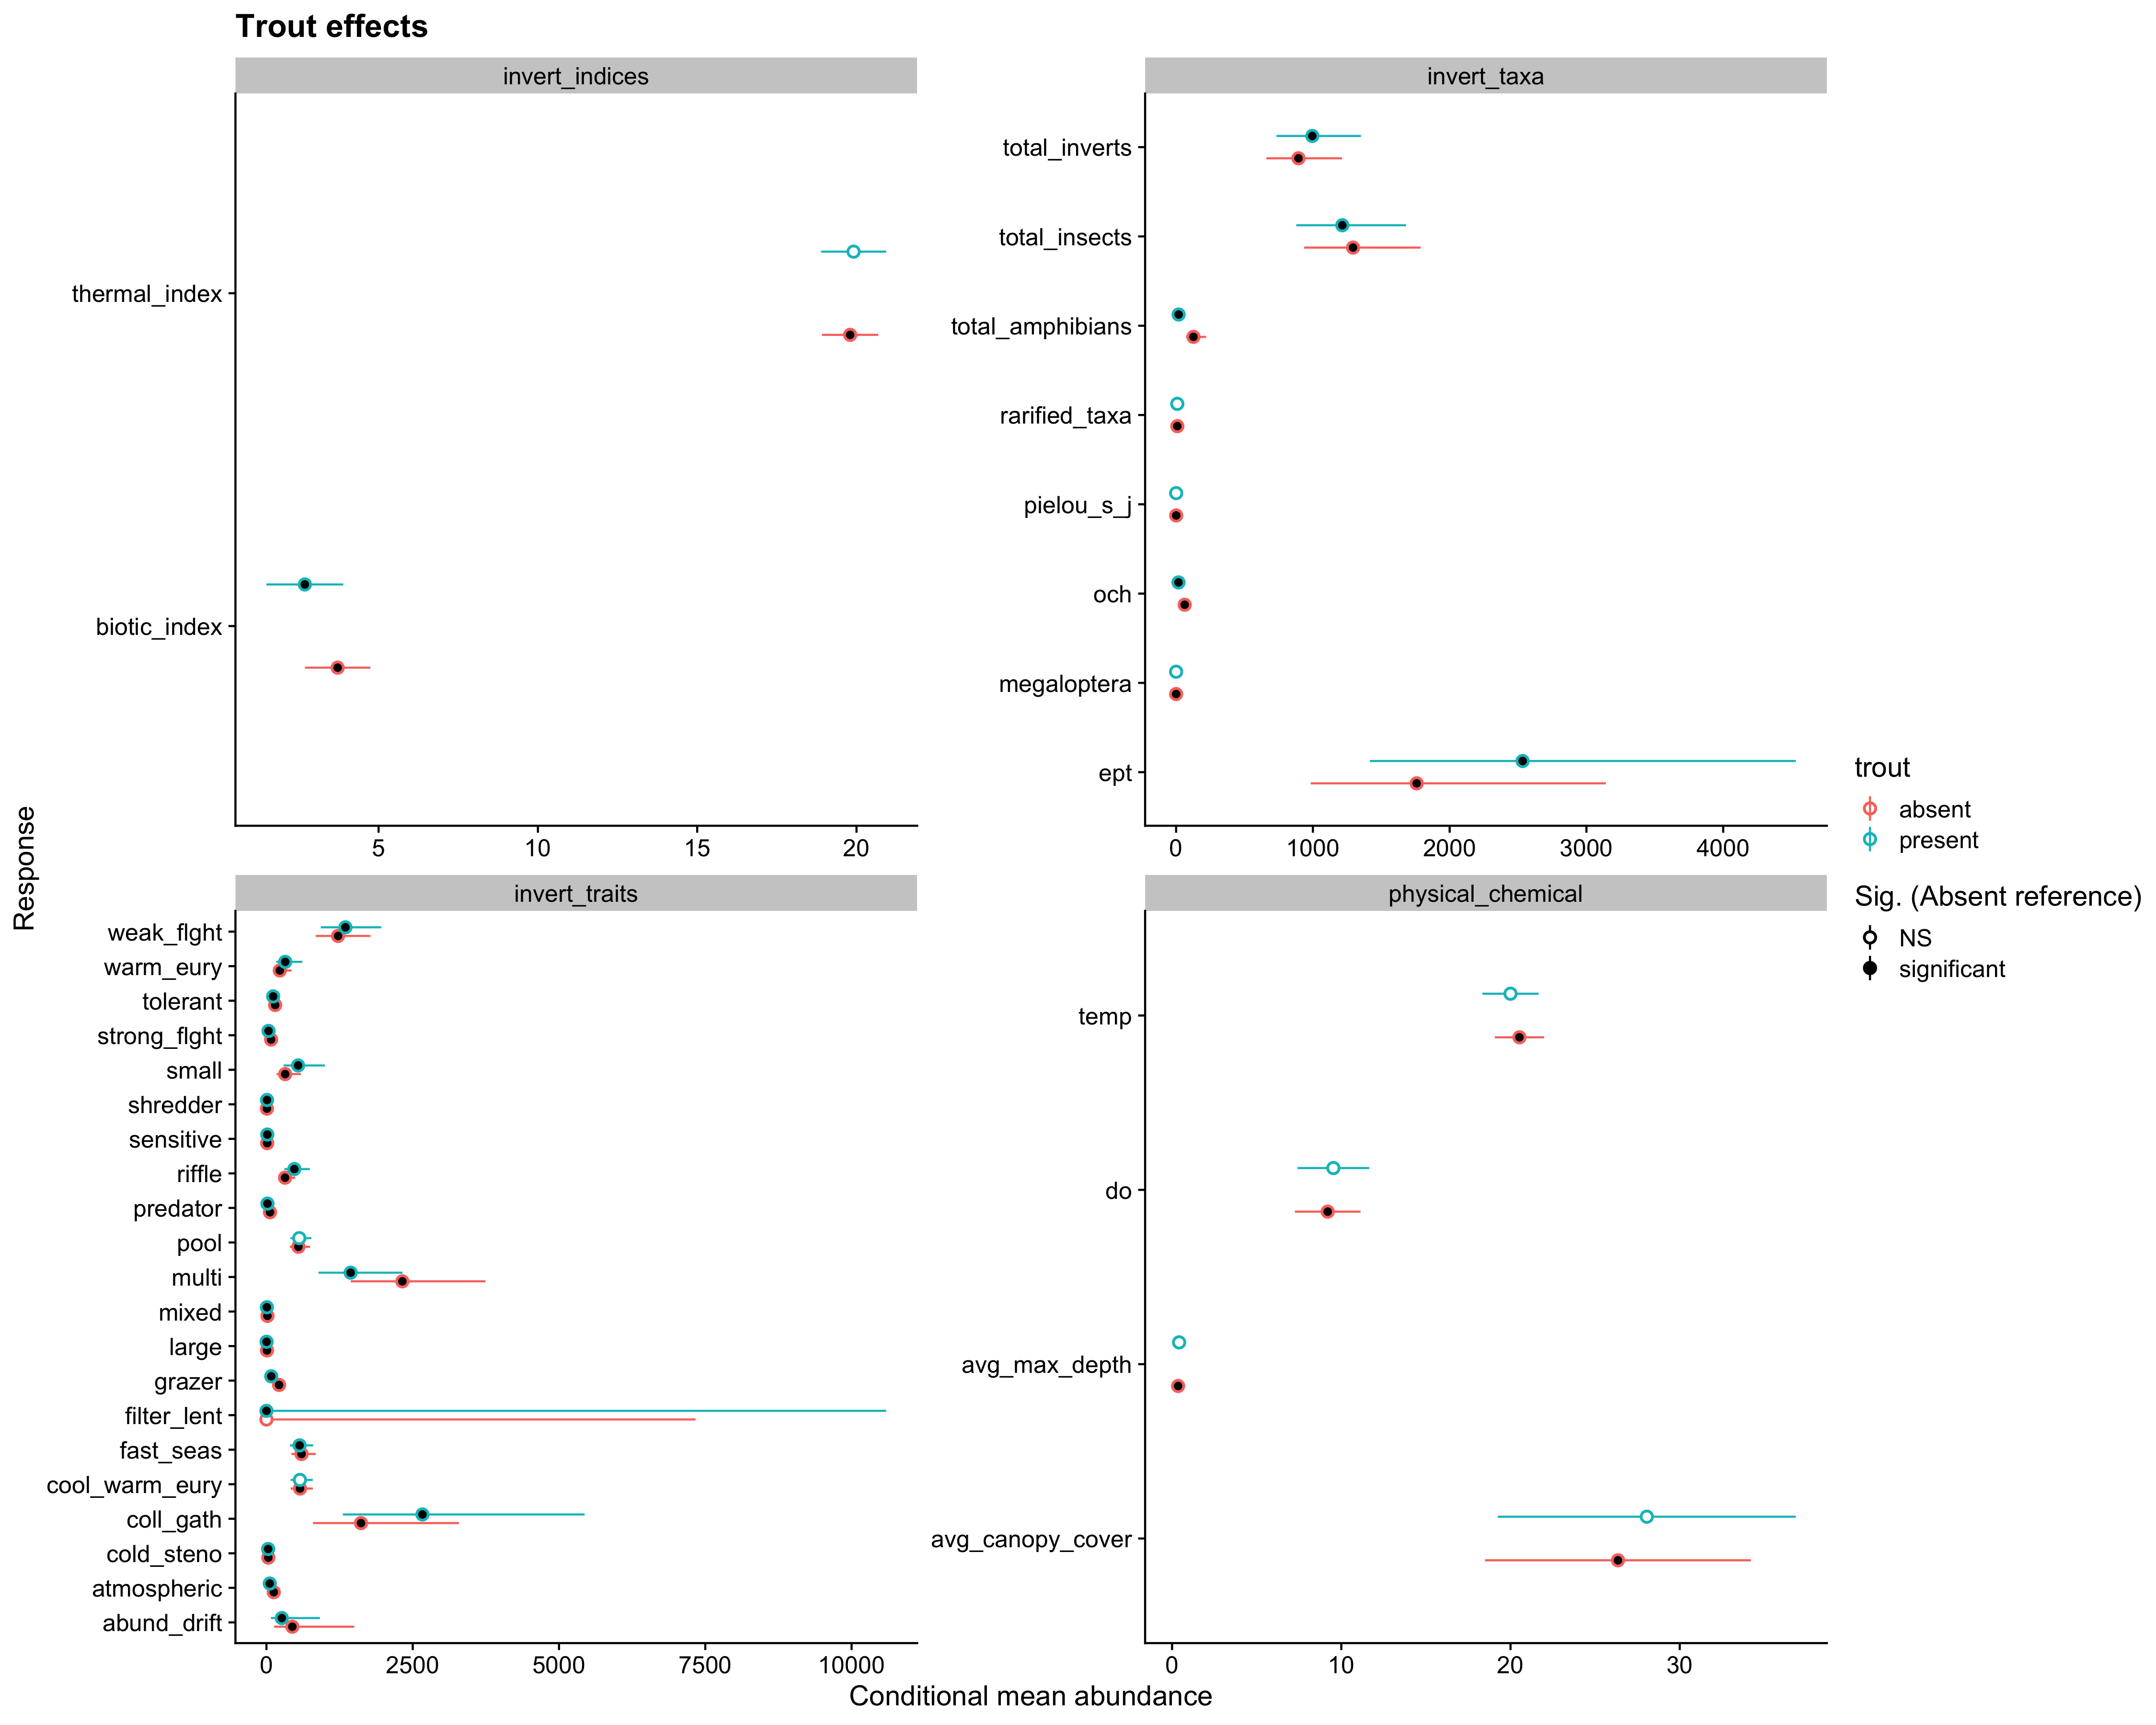 Trout effects
invert_indices
thermal_index
biotic_index
5 10 15 20
invert_taxa
total_inverts
total_insects
total_amphibians
rarified_taxa
pielou_s_j
och
megaloptera
ept
0 1000 2000 3000 4000
invert_traits
weak_flght
warm_eury
tolerant
strong_flght
small
shredder
sensitive
riffle
predator
pool
multi
mixed
large
grazer
filter_lent
fast_seas
cool_warm_eury
coll_gath
cold_steno
atmospheric
abund_drift
0 2500 5000 7500 10000
physical_chemical
temp
do
avg_max_depth
avg_canopy_cover
0 10 20 30
Response
Conditional mean abundance
trout
absent
present
Sig. (Absent reference)
NS
significant